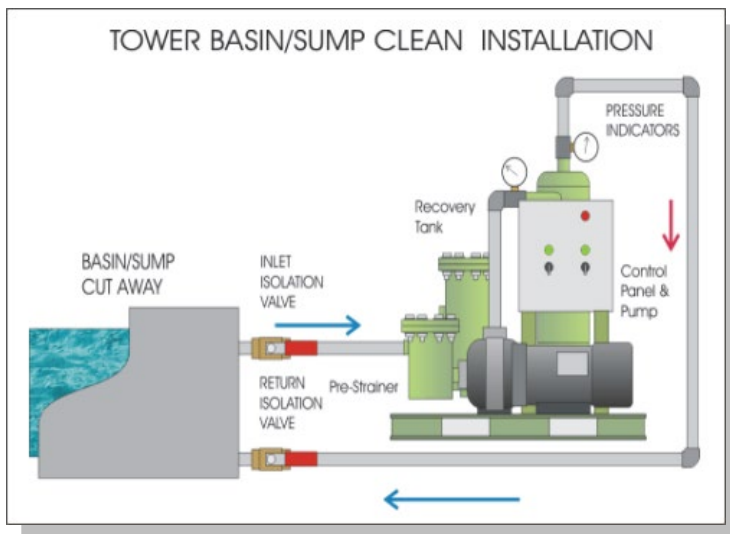 TOWER BASIN/SUMP CLEAN INSTALLATION
PRESSURE
INDICATORS
Recovery
Tank
BASIN/SUMP
CUT AWAY
INLET
ISOLATION
VALVE
Control
Panel &
Pump
RETURN
ISOLATION
VALVE
Pre-Strainer